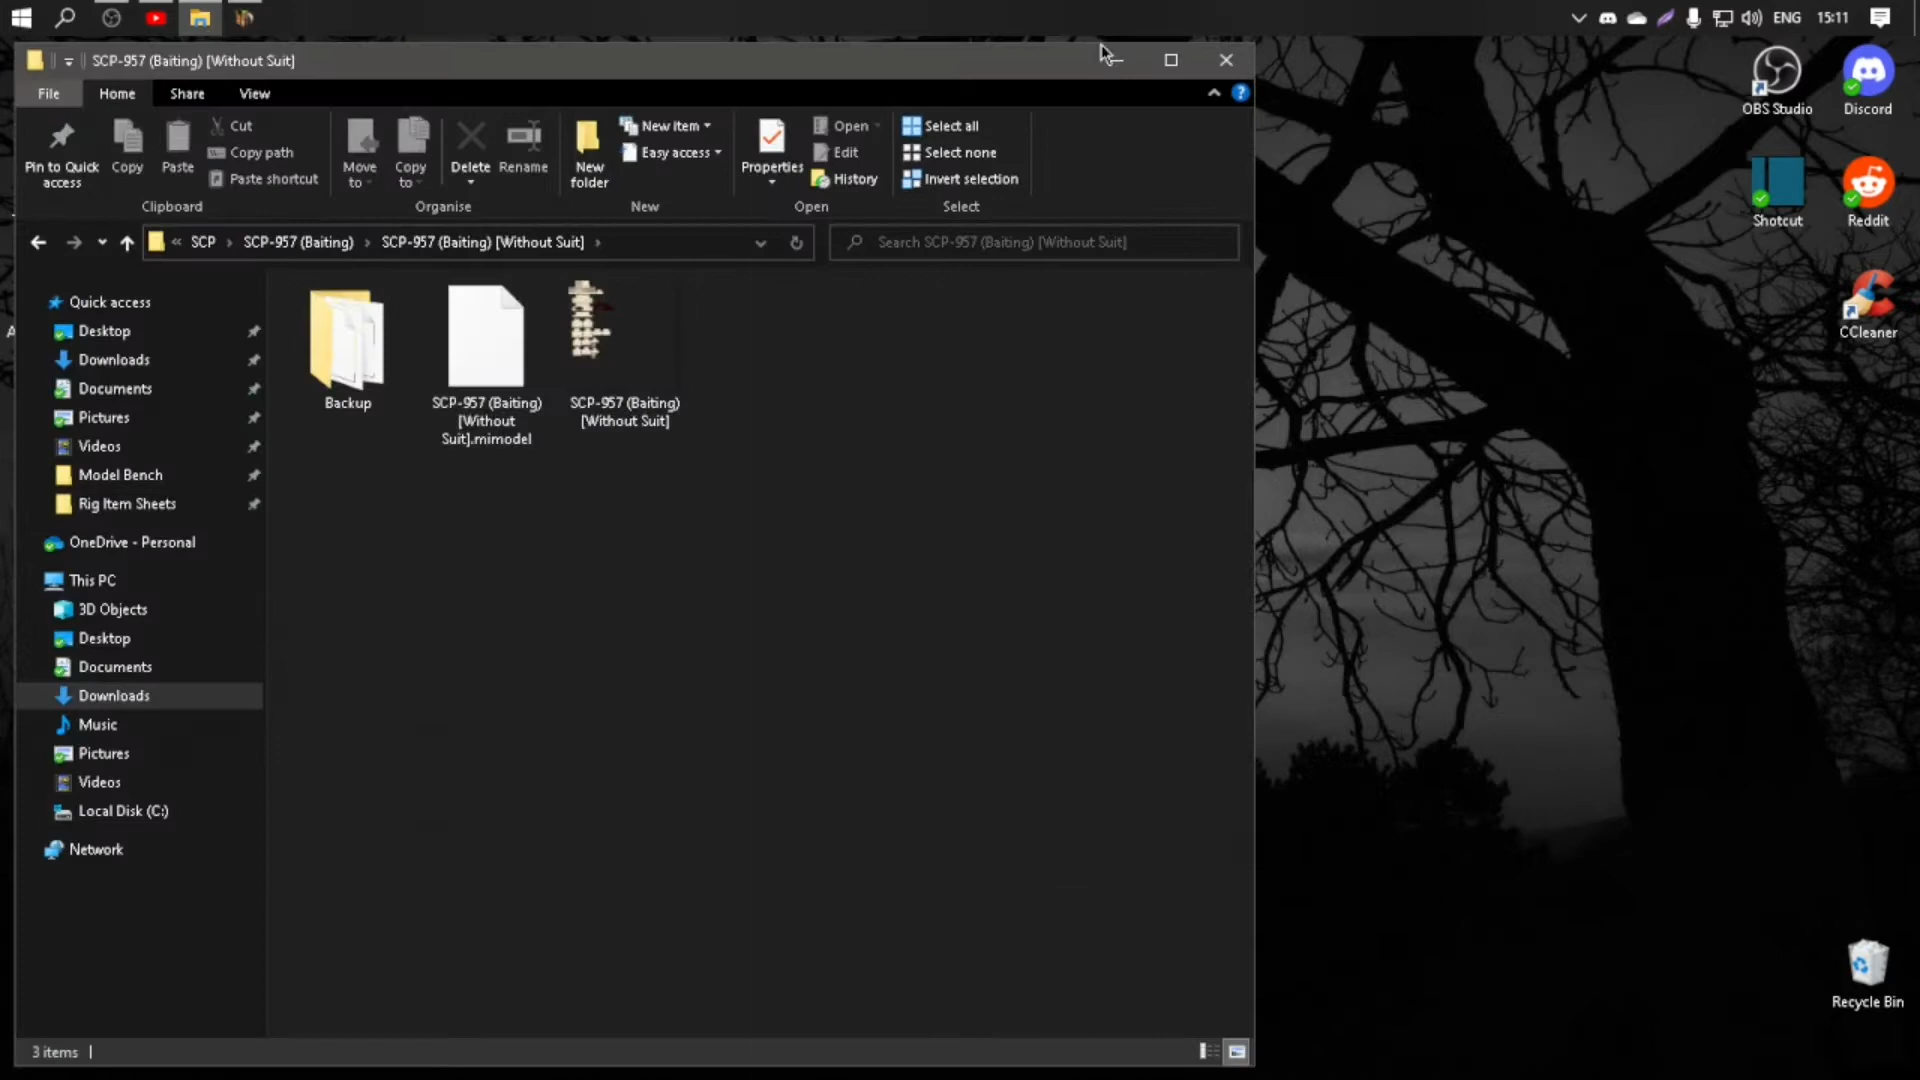 ENG 15:11
SCP-957 (Baiting) [Without Suit]
File Home Share View
Pin to Quick access
Copy
Paste
Cut
Copy path
Paste shortcut
Clipboard
Move to
Copy to
Delete
Rename
Organise
New folder
New item
Easy access
New
Properties
Open
Edit
History
Open
Select all
Select none
Invert selection
Select
« SCP › SCP-957 (Baiting) › SCP-957 (Baiting) [Without Suit] ›
Search SCP-957 (Baiting) [Without Suit]
Quick access
Desktop
Downloads
Documents
Pictures
Videos
Model Bench
Rig Item Sheets
OneDrive - Personal
This PC
3D Objects
Desktop
Documents
Downloads
Music
Pictures
Videos
Local Disk (C:)
Network
Backup
SCP-957 (Baiting)
[Without
Suit].mimodel
SCP-957 (Baiting)
[Without Suit]
3 items
OBS Studio
Discord
Shotcut
Reddit
CCleaner
Recycle Bin